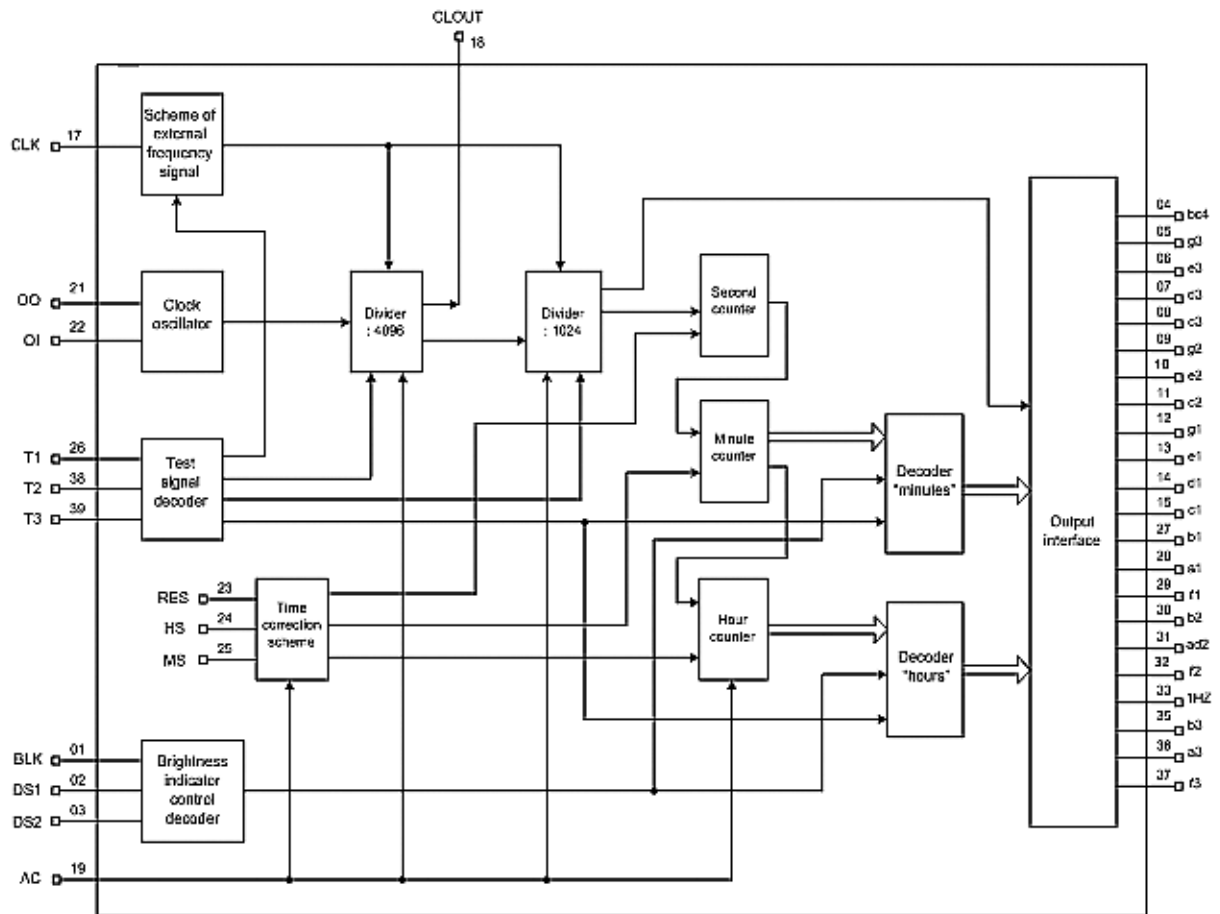 CLOUT
18
Scheme of
external
frequency
signal
CLK
17
OO
21
OI
22
Clock
oscillator
Divider
: 4096
Divider
: 1024
Second
counter
T1
26
T2
38
T3
39
Test
signal
decoder
Minute
counter
Decoder
"minutes"
RES
23
HS
24
MS
25
Time
correction
scheme
Hour
counter
Decoder
"hours"
BLK
01
DS1
02
DS2
03
Brightness
indicator
control
decoder
AC
19
Output
interface
04
bc4
05
g3
06
e3
07
08
c3
09
g2
10
e2
11
c2
12
g1
13
e1
14
d1
15
c1
27
b1
a1
29
f1
30
b2
31
ad2
32
f2
33
1HZ
35
b3
36
a3
37
f3